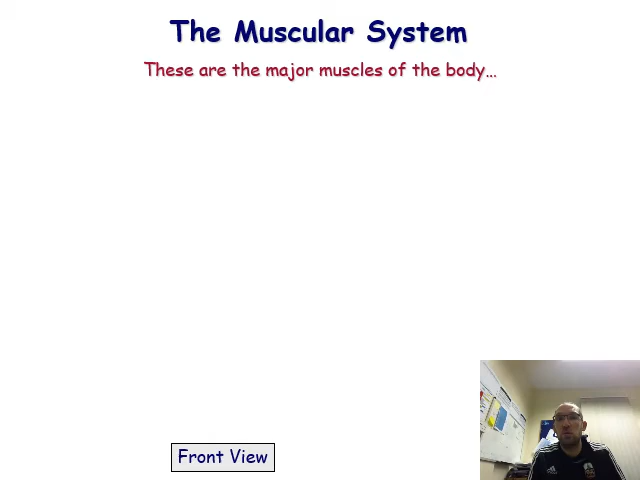 The Muscular System
These are the major muscles of the body…
Front View